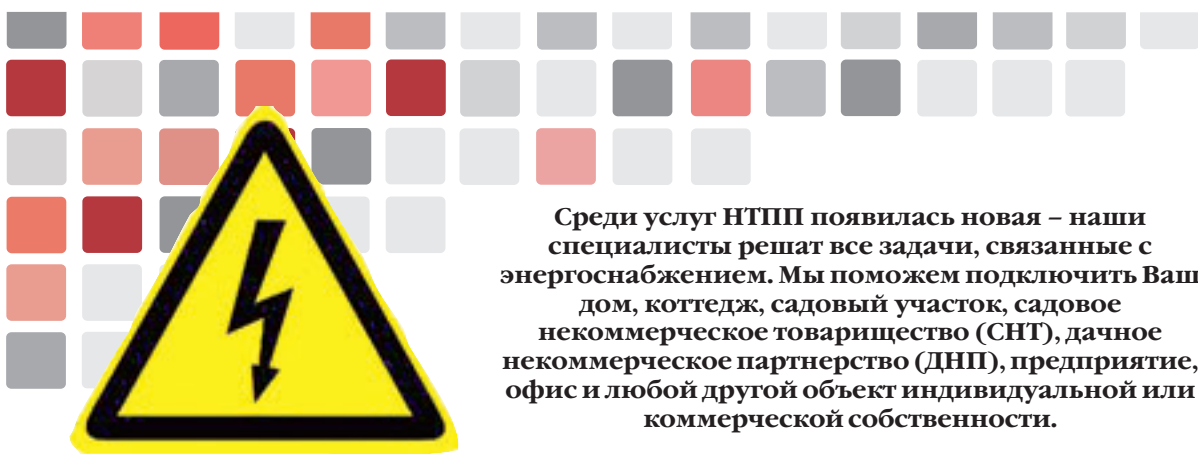 Среди услуг НТПП появилась новая – наши
специалисты решат все задачи, связанные с
энергоснабжением. Мы поможем подключить Ваш
дом, коттедж, садовый участок, садовое
некоммерческое товарищество (СНТ), дачное
некоммерческое партнерство (ДНП), предприятие,
офис и любой другой объект индивидуальной или
коммерческой собственности.